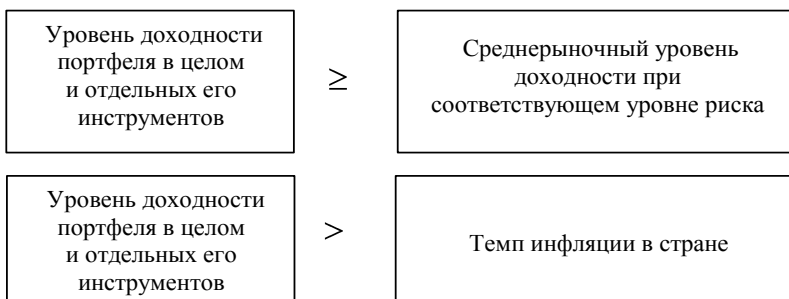 Уровень доходности
портфеля в целом
и отдельных его
инструментов
≥
Среднерыночный уровень
доходности при
соответствующем уровне риска
Уровень доходности
портфеля в целом
и отдельных его
инструментов
>
Темп инфляции в стране